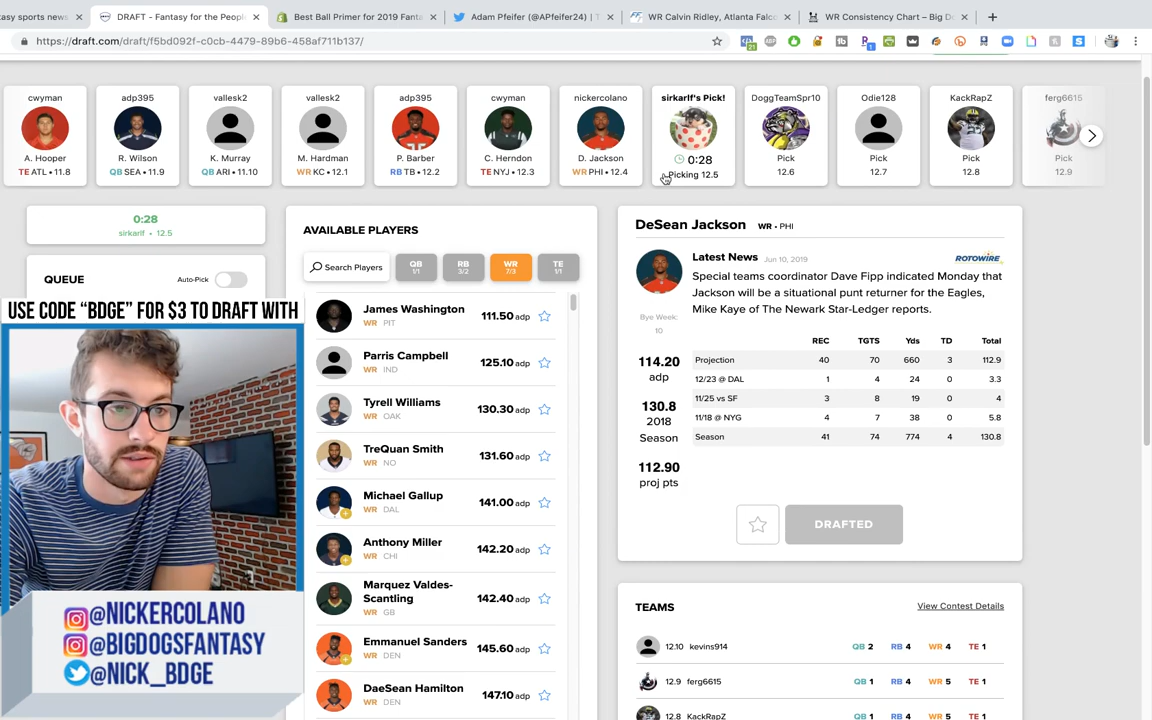 tasy sports news
DRAFT - Fantasy for the Peopl
Best Ball Primer for 2019 Fanta
Adam Pfeifer (@APfeifer24) | T
WR Calvin Ridley, Atlanta Falc
WR Consistency Chart – Big D
https://draft.com/draft/f5bd092f-c0cb-4479-89b6-458af711b137/
cwyman
A. Hooper
TE ATL • 11.8
adp395
R. Wilson
QB SEA • 11.9
vallesk2
K. Murray
QB ARI • 11.10
vallesk2
M. Hardman
WR KC • 12.1
adp395
P. Barber
RB TB • 12.2
cwyman
C. Herndon
TE NYJ • 12.3
nickercolano
D. Jackson
WR PHI • 12.4
sirkarlf's Pick!
0:28
Picking 12.5
DoggTeamSpr10
Pick
12.6
Odie128
Pick
12.7
KackRapZ
Pick
12.8
ferg6615
Pick
12.9
0:28
sirkarlf • 12.5
QUEUE
Auto-Pick
AVAILABLE PLAYERS
Search Players
QB
1/1
RB
3/2
WR
7/3
TE
1/1
James Washington
WR PIT
111.50 adp
Parris Campbell
WR IND
125.10 adp
Tyrell Williams
WR OAK
130.30 adp
TreQuan Smith
WR NO
131.60 adp
Michael Gallup
WR DAL
141.00 adp
Anthony Miller
WR CHI
142.20 adp
Marquez Valdes-
Scantling
WR GB
142.40 adp
Emmanuel Sanders
WR DEN
145.60 adp
DaeSean Hamilton
WR DEN
147.10 adp
DeSean Jackson WR • PHI
Latest News Jun 10, 2019
ROTOWIRE
Special teams coordinator Dave Fipp indicated Monday that
Jackson will be a situational punt returner for the Eagles,
Mike Kaye of The Newark Star-Ledger reports.
Bye Week:
10
114.20
adp
130.8
2018
Season
112.90
proj pts
REC TGTS Yds TD Total
Projection 40 70 660 3 112.9
12/23 @ DAL 1 4 24 0 3.3
11/25 vs SF 3 8 19 0 4
11/18 @ NYG 4 7 38 0 5.8
Season 41 74 774 4 130.8
DRAFTED
TEAMS
View Contest Details
12.10 kevins914 QB 2 RB 4 WR 4 TE 1
12.9 ferg6615 QB 1 RB 4 WR 5 TE 1
12.8 KackRapZ QB 1 RB 4 WR 5 TE 1
USE CODE “BDGE” FOR $3 TO DRAFT WITH
@NICKERCOLANO
@BIGDOGSFANTASY
@NICK_BDGE